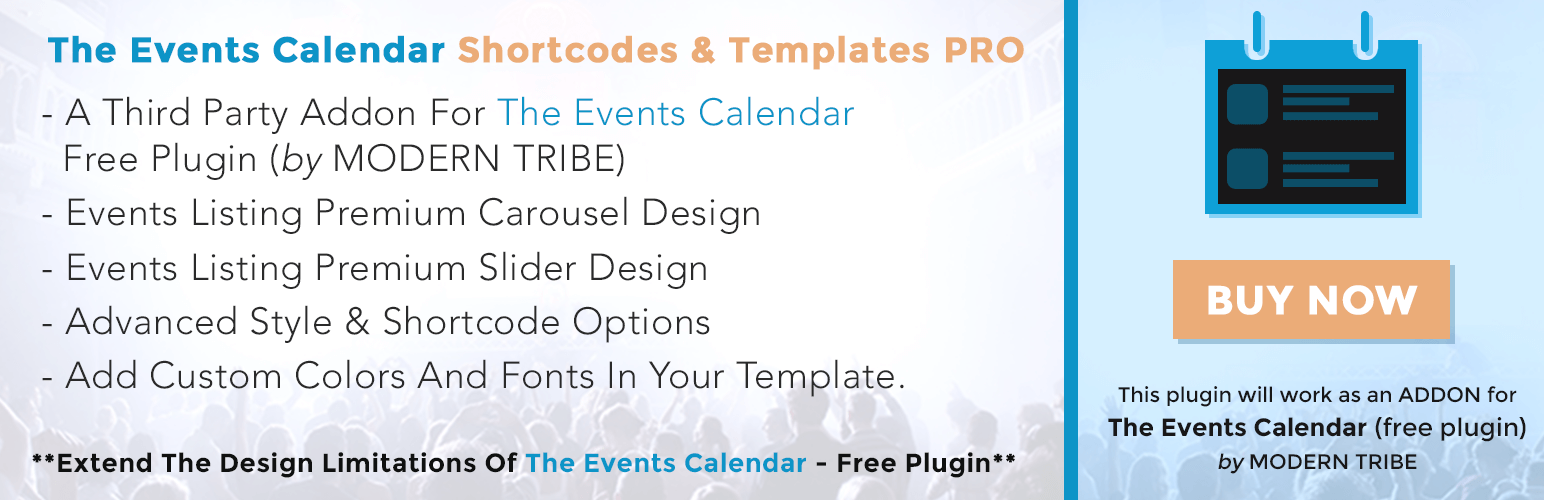 The Events Calendar Shortcodes & Templates PRO
- A Third Party Addon For The Events Calendar
Free Plugin (by MODERN TRIBE)
- Events Listing Premium Carousel Design
- Events Listing Premium Slider Design
- Advanced Style & Shortcode Options
- Add Custom Colors And Fonts In Your Template.
**Extend The Design Limitations Of The Events Calendar - Free Plugin**
BUY NOW
This plugin will work as an ADDON for
The Events Calendar (free plugin)
by MODERN TRIBE